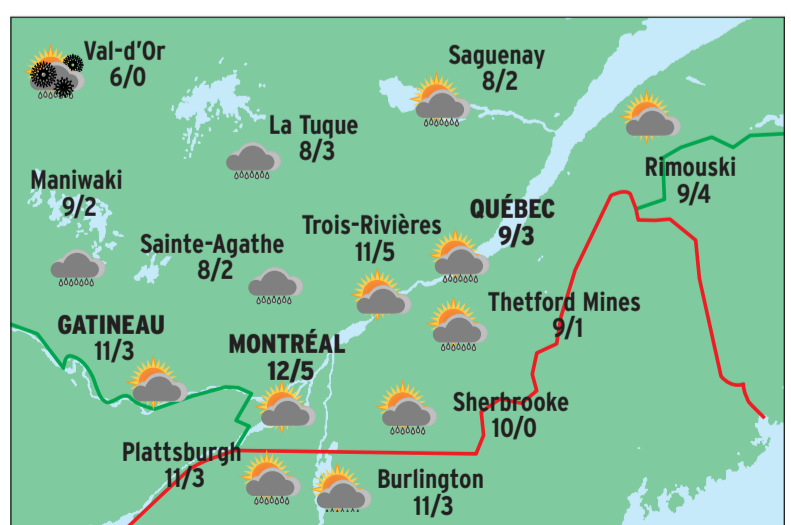 Val-d'Or
6/0
Saguenay
8/2
La Tuque
8/3
Rimouski
9/4
Maniwaki
9/2
QUÉBEC
9/3
Trois-Rivières
11/5
Sainte-Agathe
8/2
Thetford Mines
9/1
GATINEAU
11/3
MONTRÉAL
12/5
Sherbrooke
10/0
Plattsburgh
11/3
Burlington
11/3